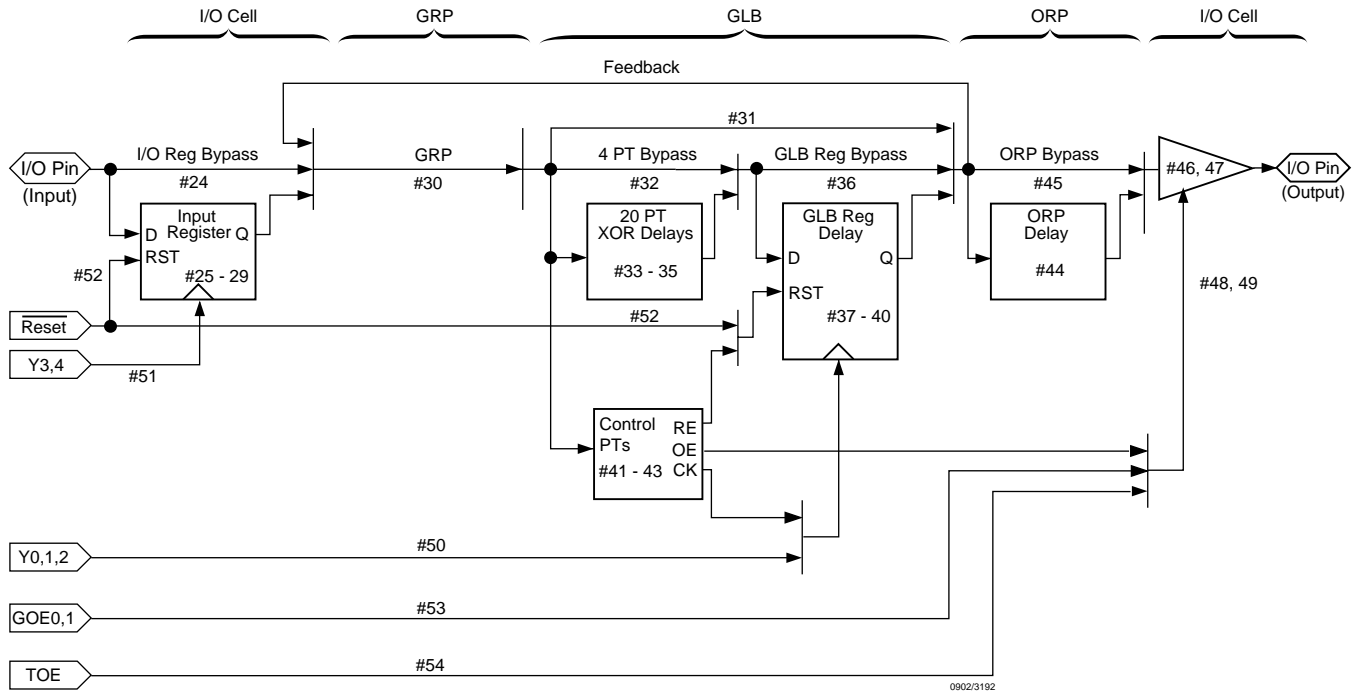 I/O Cell
GRP
GLB
ORP
I/O Cell
Feedback
#31
I/O Pin
(Input)
I/O Reg Bypass
#24
GRP
#30
4 PT Bypass
#32
GLB Reg Bypass
#36
ORP Bypass
#45
#46, 47
I/O Pin
(Output)
Input
Register
D
Q
RST
#25 - 29
20 PT
XOR Delays
#33 - 35
GLB Reg
Delay
D
Q
RST
#37 - 40
ORP
Delay
#44
#48, 49
#52
Reset
#52
Y3,4
#51
Control
PTs
#41 - 43
RE
OE
CK
Y0,1,2
#50
GOE0,1
#53
TOE
#54
0902/3192